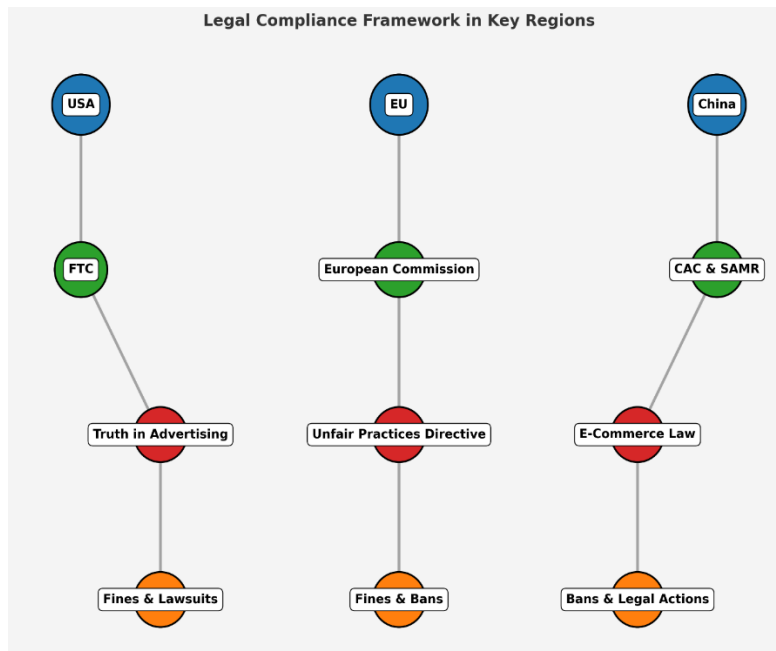 Legal Compliance Framework in Key Regions
USA
EU
China
FTC
European Commission
CAC & SAMR
Truth in Advertising
Unfair Practices Directive
E-Commerce Law
Fines & Lawsuits
Fines & Bans
Bans & Legal Actions